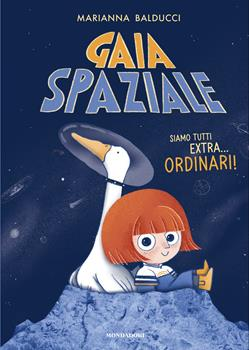 MARIANNA BALDUCCI
GAIA
SPAZIALE
SIAMO TUTTI
EXTRA...
ORDINARI!
MONDADORI